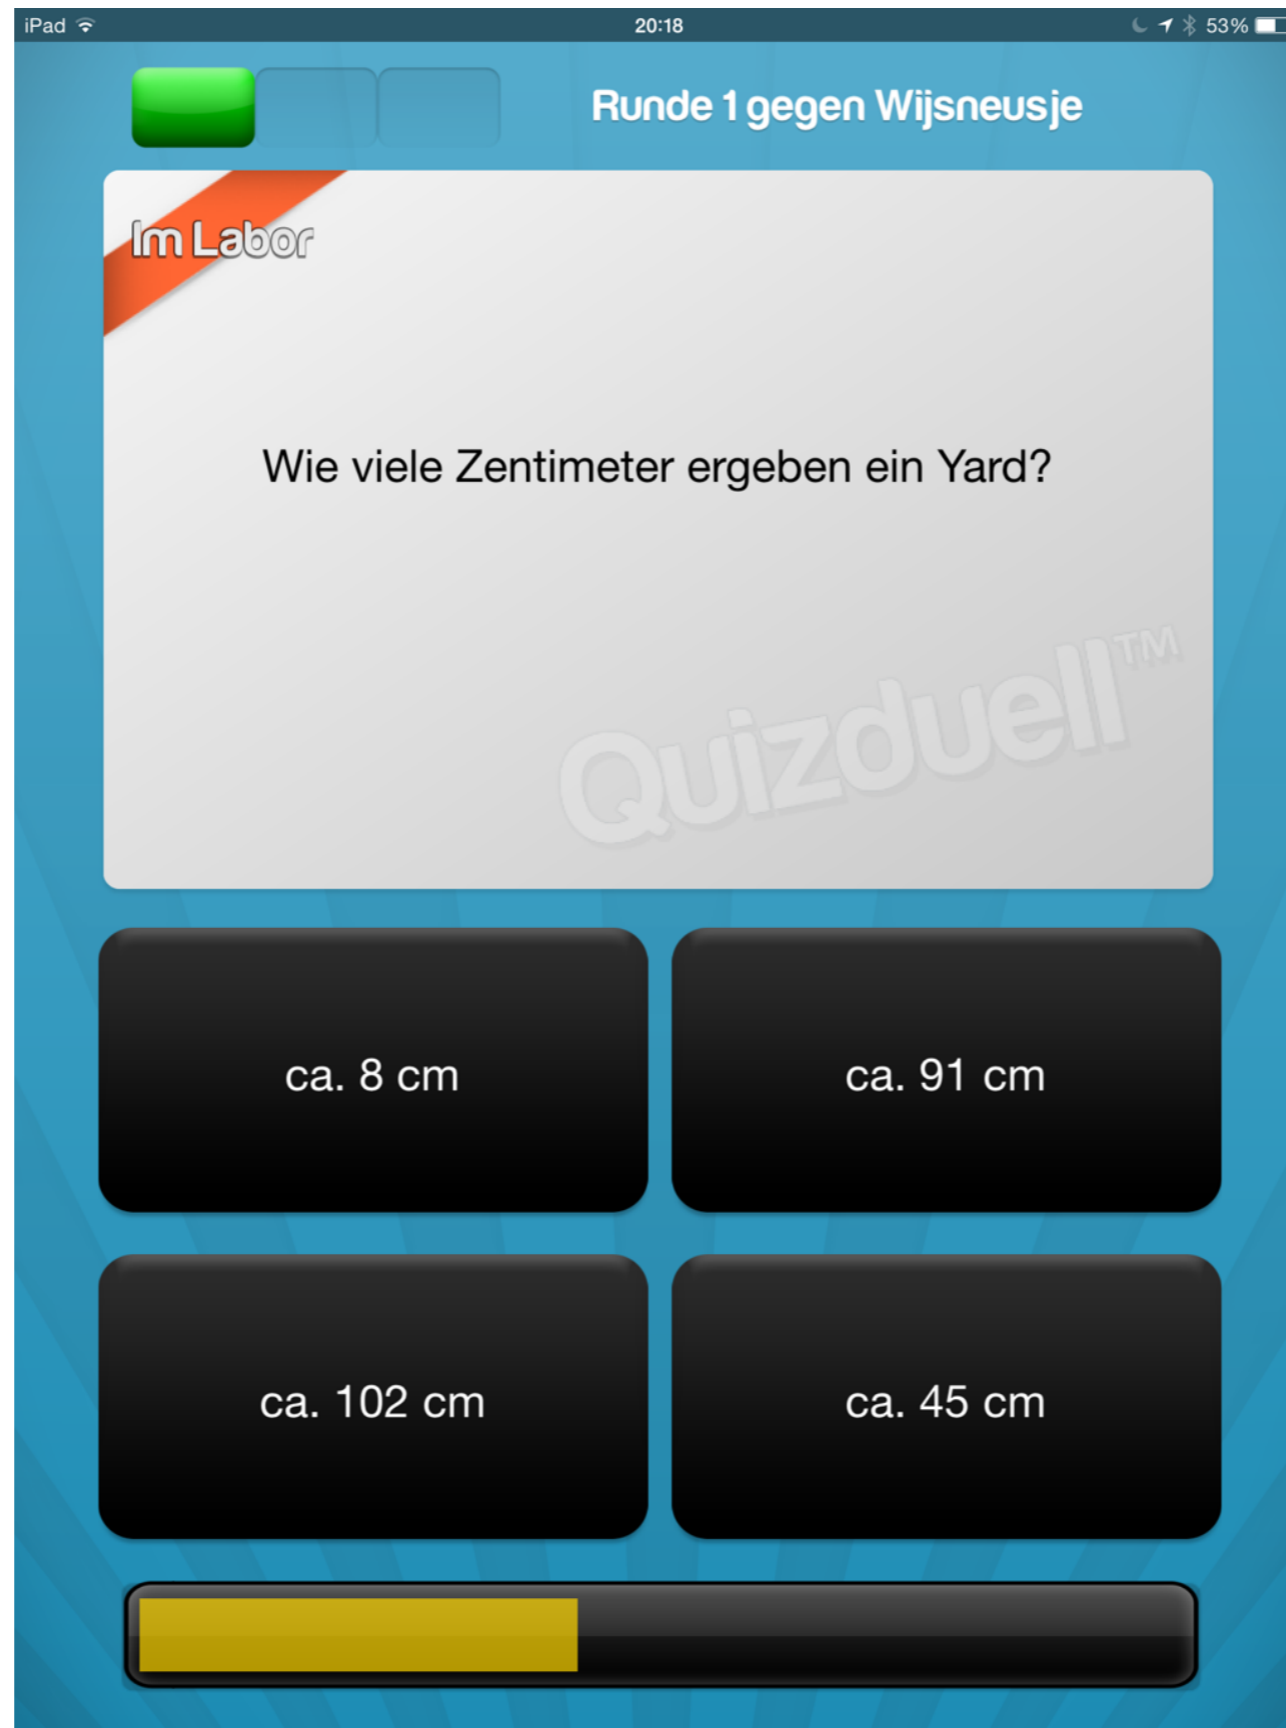 iPad 20:18 53%
Runde 1 gegen Wijsneusje
Im Labor
Wie viele Zentimeter ergeben ein Yard?
Quizduell™
ca. 8 cm
ca. 91 cm
ca. 102 cm
ca. 45 cm